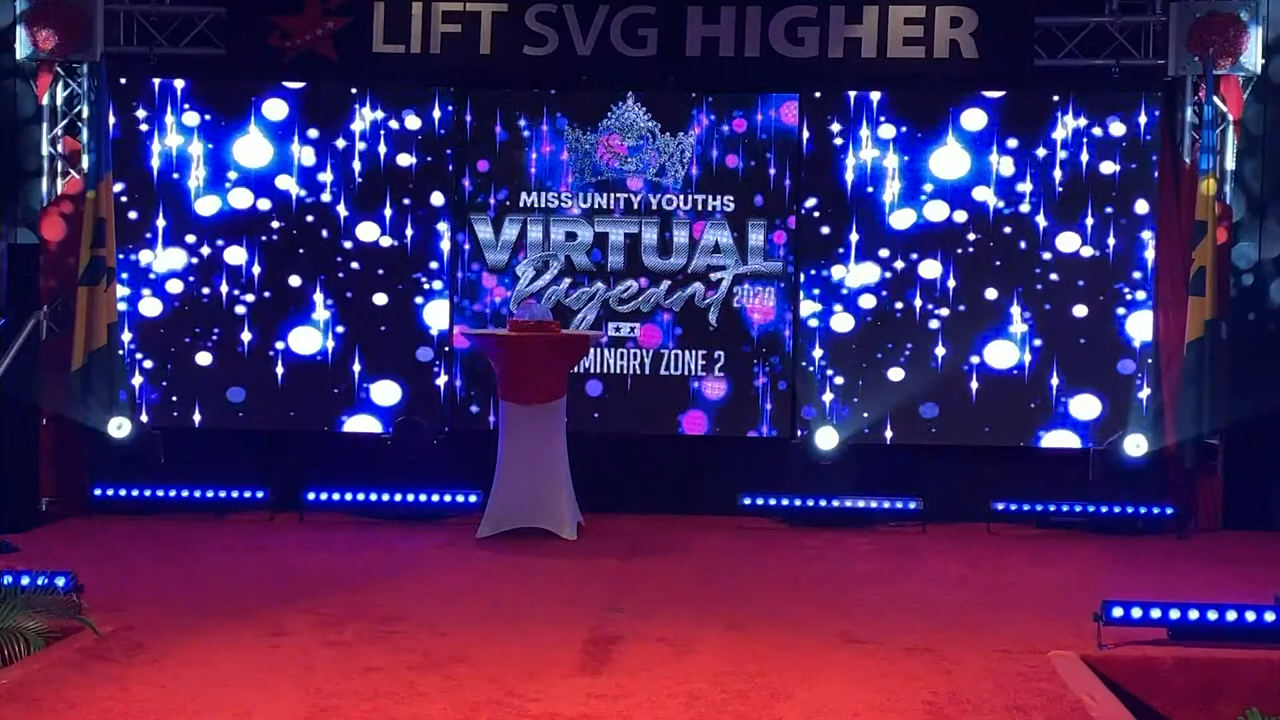 LIFT SVG HIGHER
MISS UNITY YOUTHS
VIRTUAL
Pageant 2020
MINARY ZONE 2